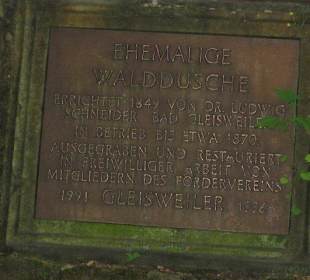 EHEMALIGE
WALDDUSCHE
ERRICHTET 1849 VON DR. LUDWIG
SCHNEIDER BAD GLEISWEILER
IN BETRIEB BIS ETWA 1870
AUSGEGRABEN UND RESTAURIERT
IN FREIWILLIGER ARBEIT VON
MITGLIEDERN DES FÖRDERVEREINS
1991 GLEISWEILER 1996